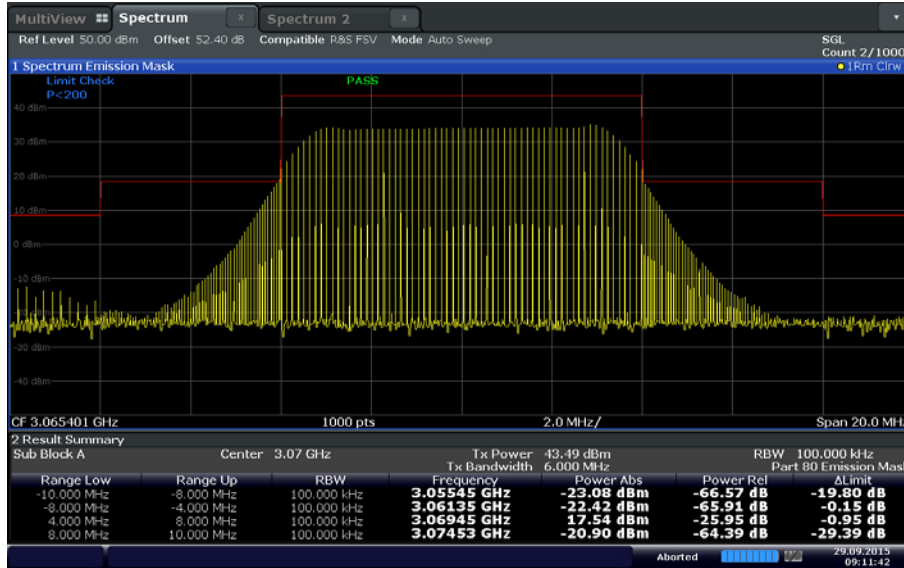 MultiView Spectrum x Spectrum 2 x
Ref Level 50.00 dBm Offset 52.40 dB Compatible R&S FSV Mode Auto Sweep SGL
Count 2/1000
1 Spectrum Emission Mask 1Rm Clrw
Limit Check PASS
P<200
40 dBm
30 dBm
20 dBm
10 dBm
0 dBm
-10 dBm
-30 dBm
-40 dBm
CF 3.065401 GHz 1000 pts 2.0 MHz/ Span 20.0 MH
2 Result Summary
Sub Block A Center 3.07 GHz Tx Power 43.49 dBm RBW 100.000 kHz
Tx Bandwidth 6.000 MHz Part 80 Emission Mas
Range Low Range Up RBW Frequency Power Abs Power Rel ΔLimit
-10.000 MHz -8.000 MHz 100.000 kHz 3.05545 GHz -23.08 dBm -66.57 dB -19.80 dB
-8.000 MHz -4.000 MHz 100.000 kHz 3.06135 GHz -22.42 dBm -65.91 dB -0.15 dB
4.000 MHz 8.000 MHz 100.000 kHz 3.06945 GHz 17.54 dBm -25.95 dB -0.95 dB
8.000 MHz 10.000 MHz 100.000 kHz 3.07453 GHz -20.90 dBm -64.39 dB -29.39 dB
Aborted 29.09.2015
09:11:42